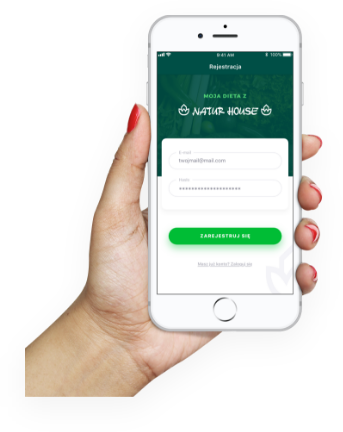 9:41 AM 100%
Rejestracja
MOJA DIETA Z
NATUR HOUSE
E-mail
twojmail@mail.com
Hasło
********************
ZAREJESTRUJ SIĘ
Masz już konto? Zaloguj się